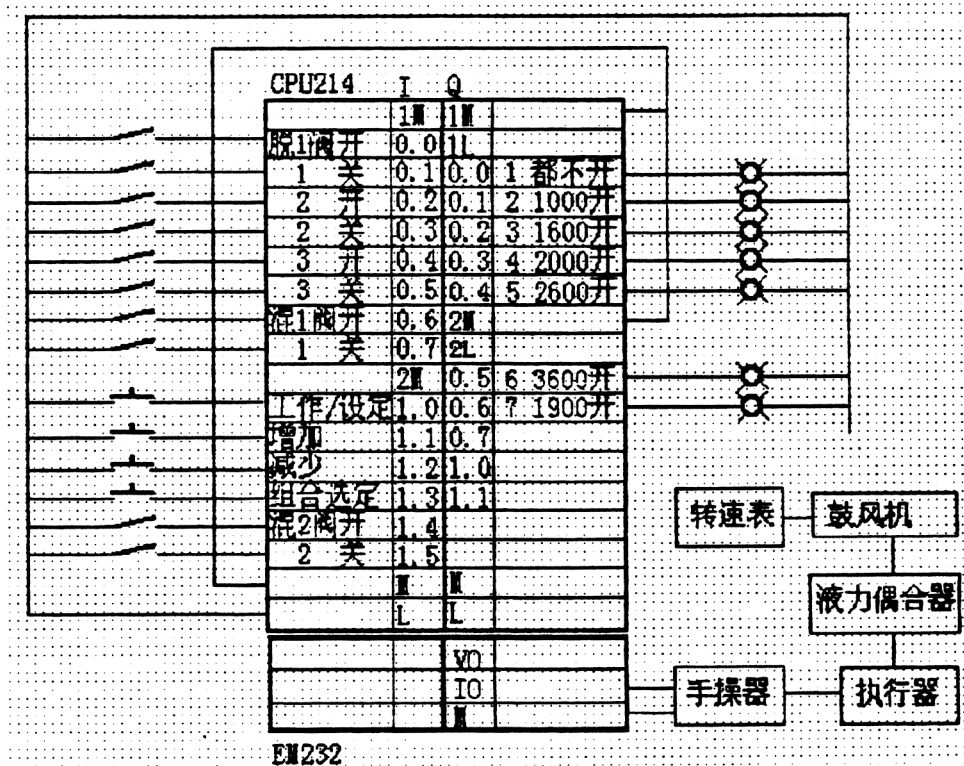 CPU214 I Q
1M 1M
脱1阀开 0.0 1L
1 关 0.1 0.0 1 都不开
2 开 0.2 0.1 2 1000开
2 关 0.3 0.2 3 1600开
3 开 0.4 0.3 4 2000开
3 关 0.5 0.4 5 2600开
混1阀开 0.6 2M
1 关 0.7 2L
2M 0.5 6 3600开
工作/设定 1.0 0.6 7 1900开
增加 1.1 0.7
减少 1.2 1.0
组合选定 1.3 1.1
混2阀开 1.4
2 关 1.5
M M
L L
VO
IO
M
EM232
转速表
鼓风机
液力偶合器
手操器
执行器